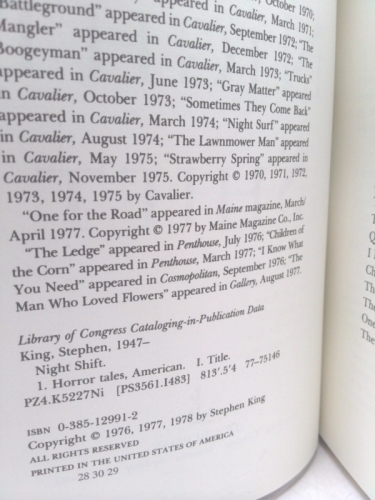 October 1970;
appeared in Cavalier, March 1971;
Battleground" appeared in Cavalier, September 1972; "The
Mangler" appeared in Cavalier, December 1972; "The
Boogeyman" appeared in Cavalier, March 1973; "Trucks"
appeared in Cavalier, June 1973; "Gray Matter" appeared
in Cavalier, October 1973; "Sometimes They Come Back"
appeared in Cavalier, March 1974; "Night Surf" appeared
in Cavalier, August 1974; "The Lawnmower Man" appeared
in Cavalier, May 1975; "Strawberry Spring" appeared in
Cavalier, November 1975. Copyright © 1970, 1971, 1972,
1973, 1974, 1975 by Cavalier.
"One for the Road" appeared in Maine magazine, March/
April 1977. Copyright © 1977 by Maine Magazine Co., Inc.
"The Ledge" appeared in Penthouse, July 1976; "Children of
the Corn" appeared in Penthouse, March 1977; "I Know What
You Need" appeared in Cosmopolitan, September 1976; "The
Man Who Loved Flowers" appeared in Gallery, August 1977.
Library of Congress Cataloging-in-Publication Data
King, Stephen, 1947–
Night Shift.
1. Horror tales, American. I. Title.
PZ4.K5227Ni [PS3561.I483] 813'.5'4 77-75146
ISBN 0-385-12991-2
Copyright © 1976, 1977, 1978 by Stephen King
ALL RIGHTS RESERVED
PRINTED IN THE UNITED STATES OF AMERICA
28 30 29